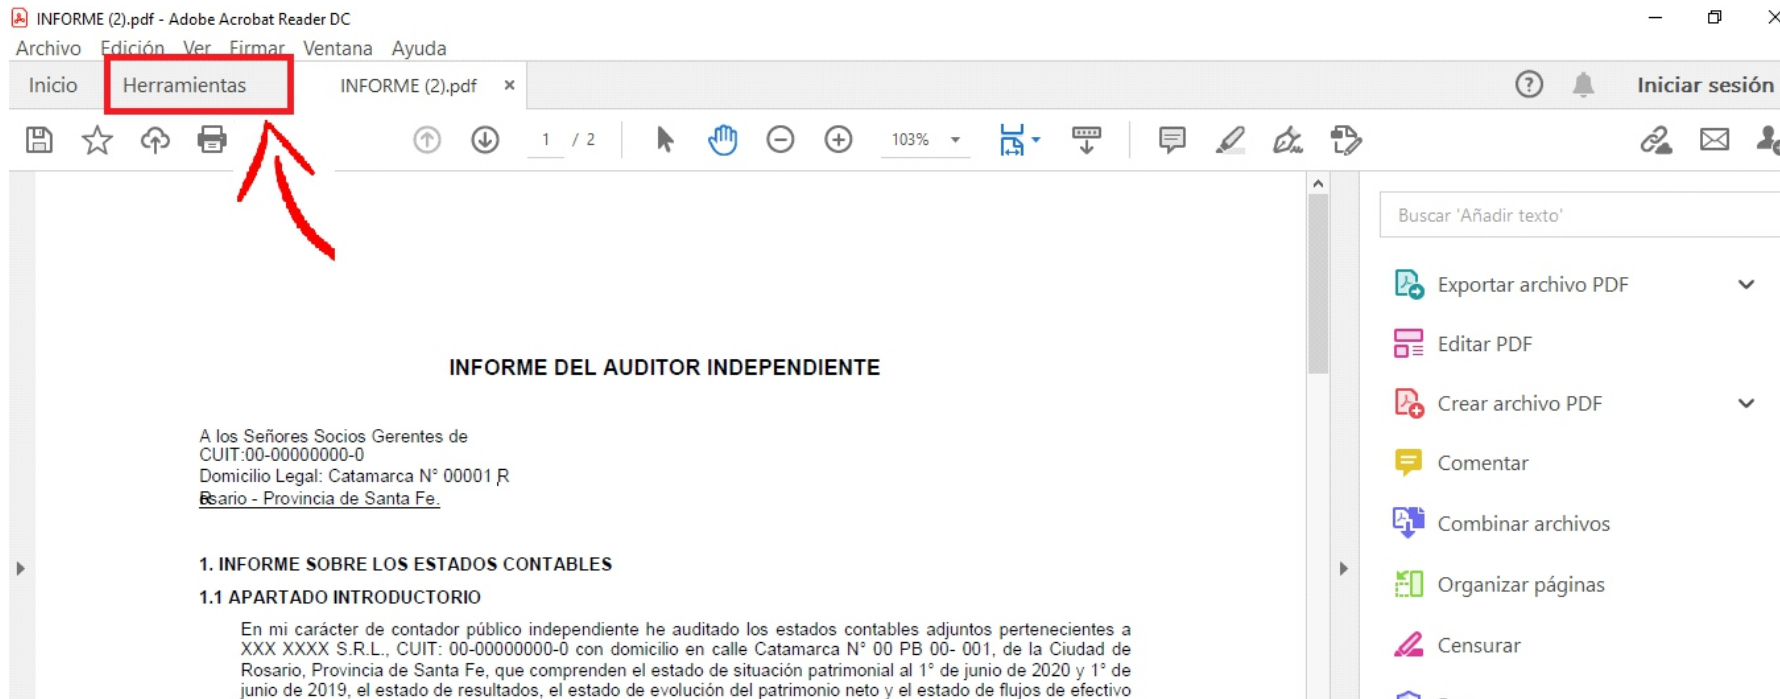 INFORME (2).pdf - Adobe Acrobat Reader DC
Archivo Edición Ver Firmar Ventana Ayuda
Inicio Herramientas INFORME (2).pdf × Iniciar sesión
1 / 2 103%
Buscar 'Añadir texto'
Exportar archivo PDF
Editar PDF
Crear archivo PDF
Comentar
Combinar archivos
Organizar páginas
Censurar
INFORME DEL AUDITOR INDEPENDIENTE
A los Señores Socios Gerentes de
CUIT:00-00000000-0
Domicilio Legal: Catamarca N° 00001 R
sario - Provincia de Santa Fe.
1. INFORME SOBRE LOS ESTADOS CONTABLES
1.1 APARTADO INTRODUCTORIO
En mi carácter de contador público independiente he auditado los estados contables adjuntos pertenecientes a
XXX XXXX S.R.L., CUIT: 00-00000000-0 con domicilio en calle Catamarca N° 00 PB 00- 001, de la Ciudad de
Rosario, Provincia de Santa Fe, que comprenden el estado de situación patrimonial al 1° de junio de 2020 y 1° de
junio de 2019, el estado de resultados, el estado de evolución del patrimonio neto y el estado de flujos de efectivo